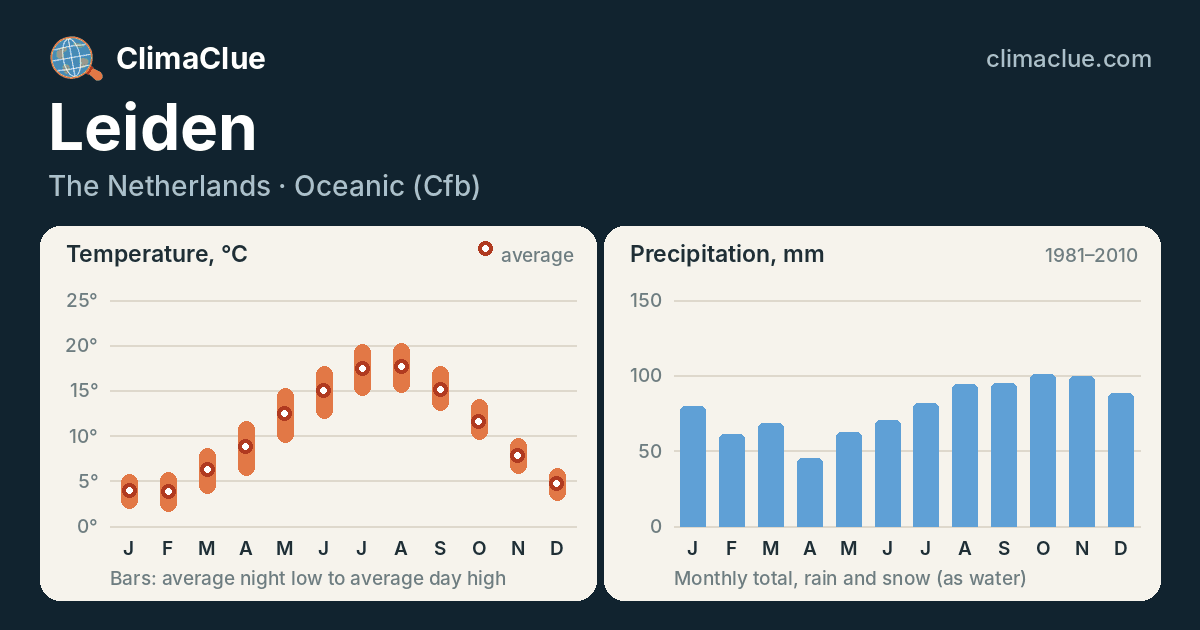 ClimaClue
climaclue.com
Leiden
The Netherlands · Oceanic (Cfb)
Temperature, °C
average
25°
20°
15°
10°
5°
0°
J F M A M J J A S O N D
Bars: average night low to average day high
Precipitation, mm
1981–2010
150
100
50
0
J F M A M J J A S O N D
Monthly total, rain and snow (as water)